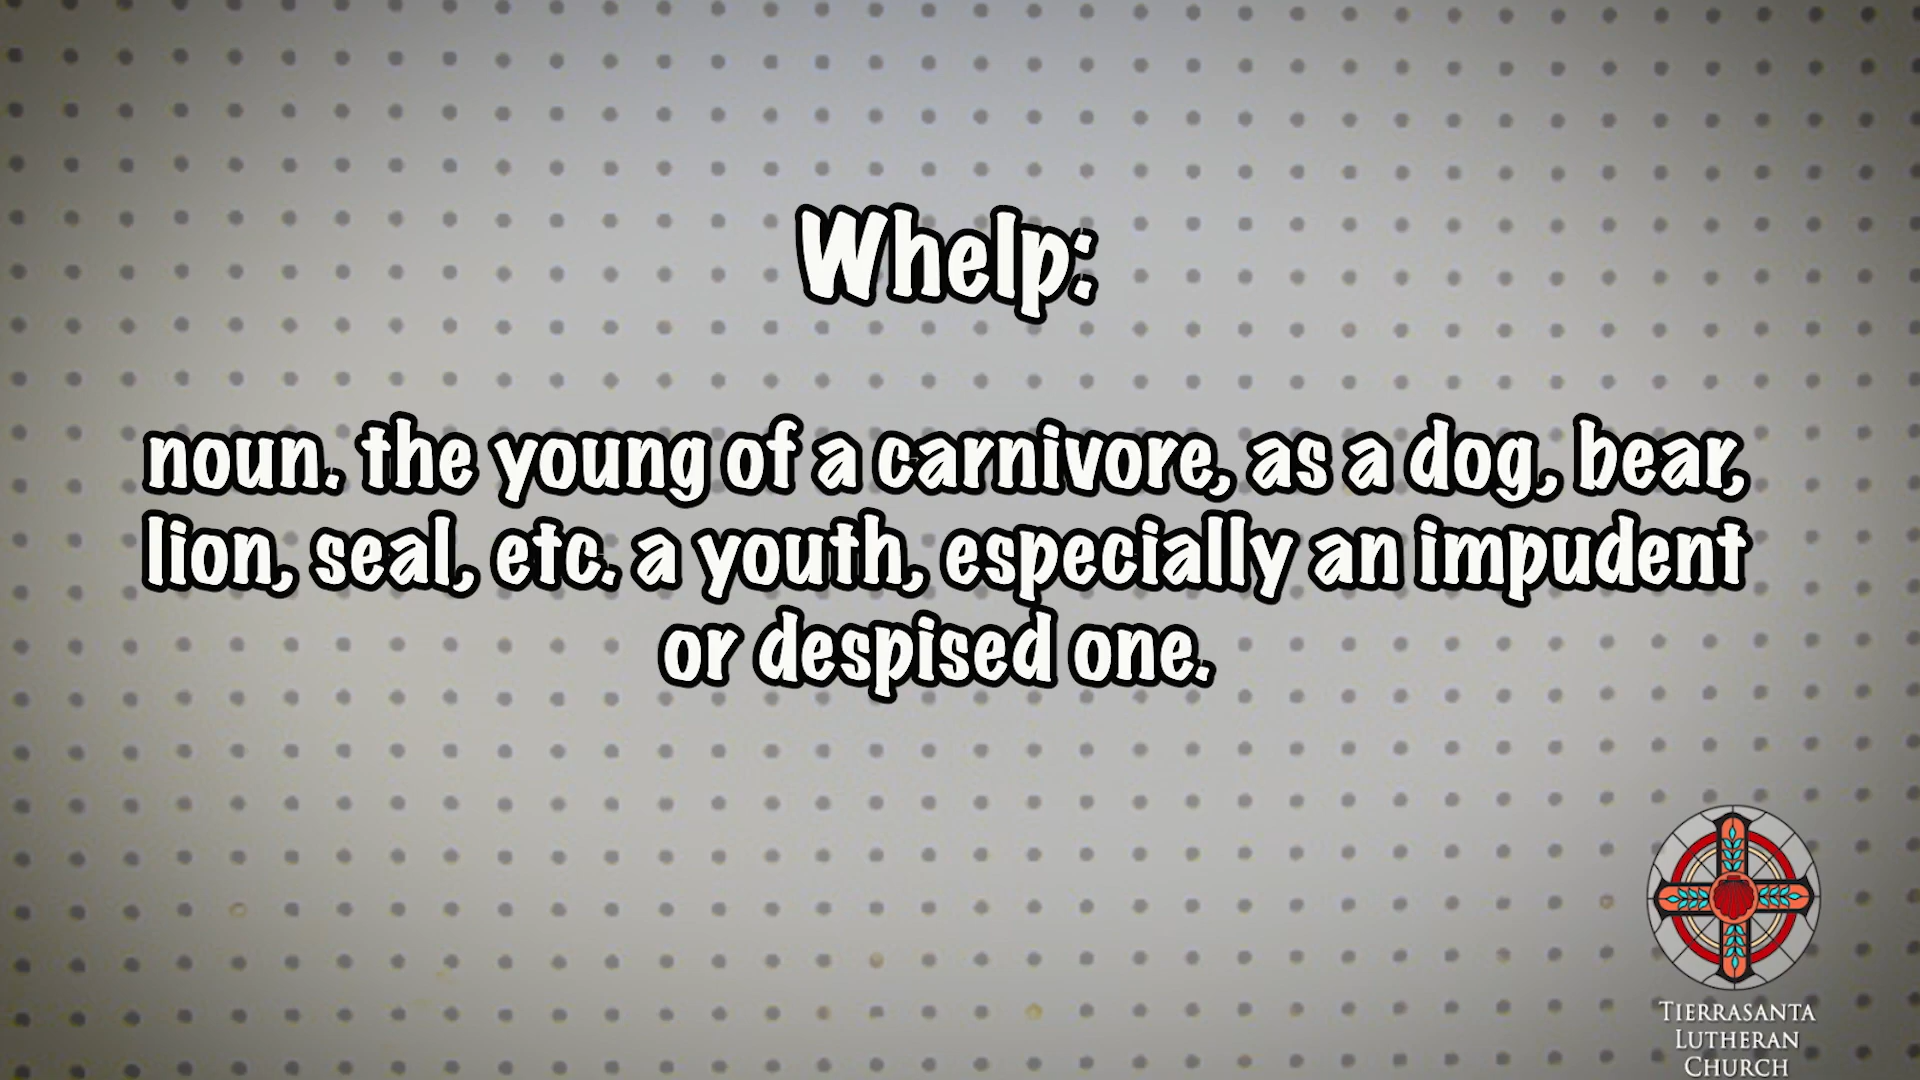 Whelp:
noun. the young of a carnivore, as a dog, bear,
lion, seal, etc. a youth, especially an impudent
or despised one.
TIERRASANTA
LUTHERAN
CHURCH